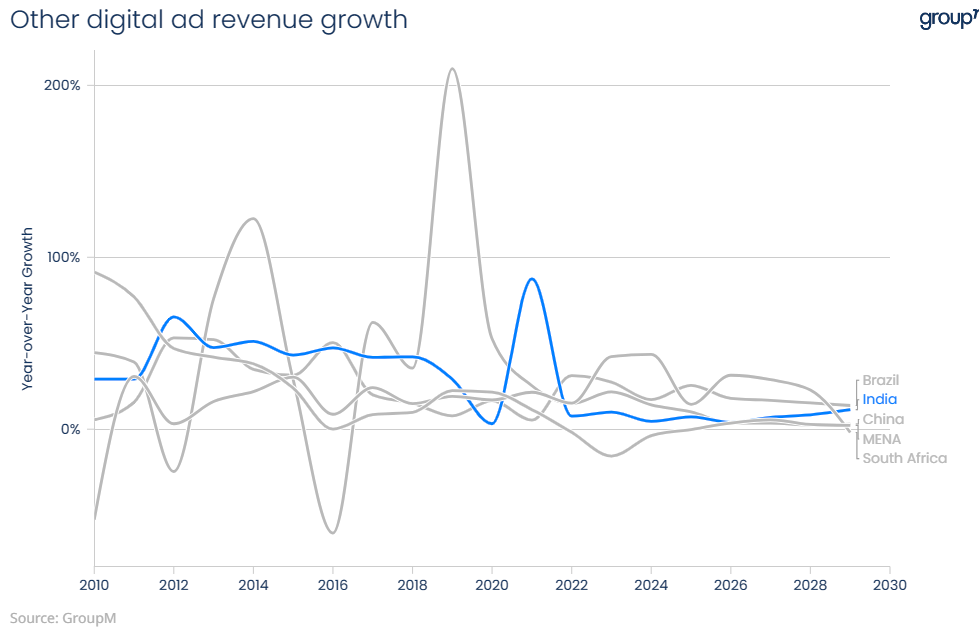 Other digital ad revenue growth
group
Year-over-Year Growth
200%
100%
0%
Brazil
India
China
MENA
South Africa
2010 2012 2014 2016 2018 2020 2022 2024 2026 2028 2030
Source: GroupM